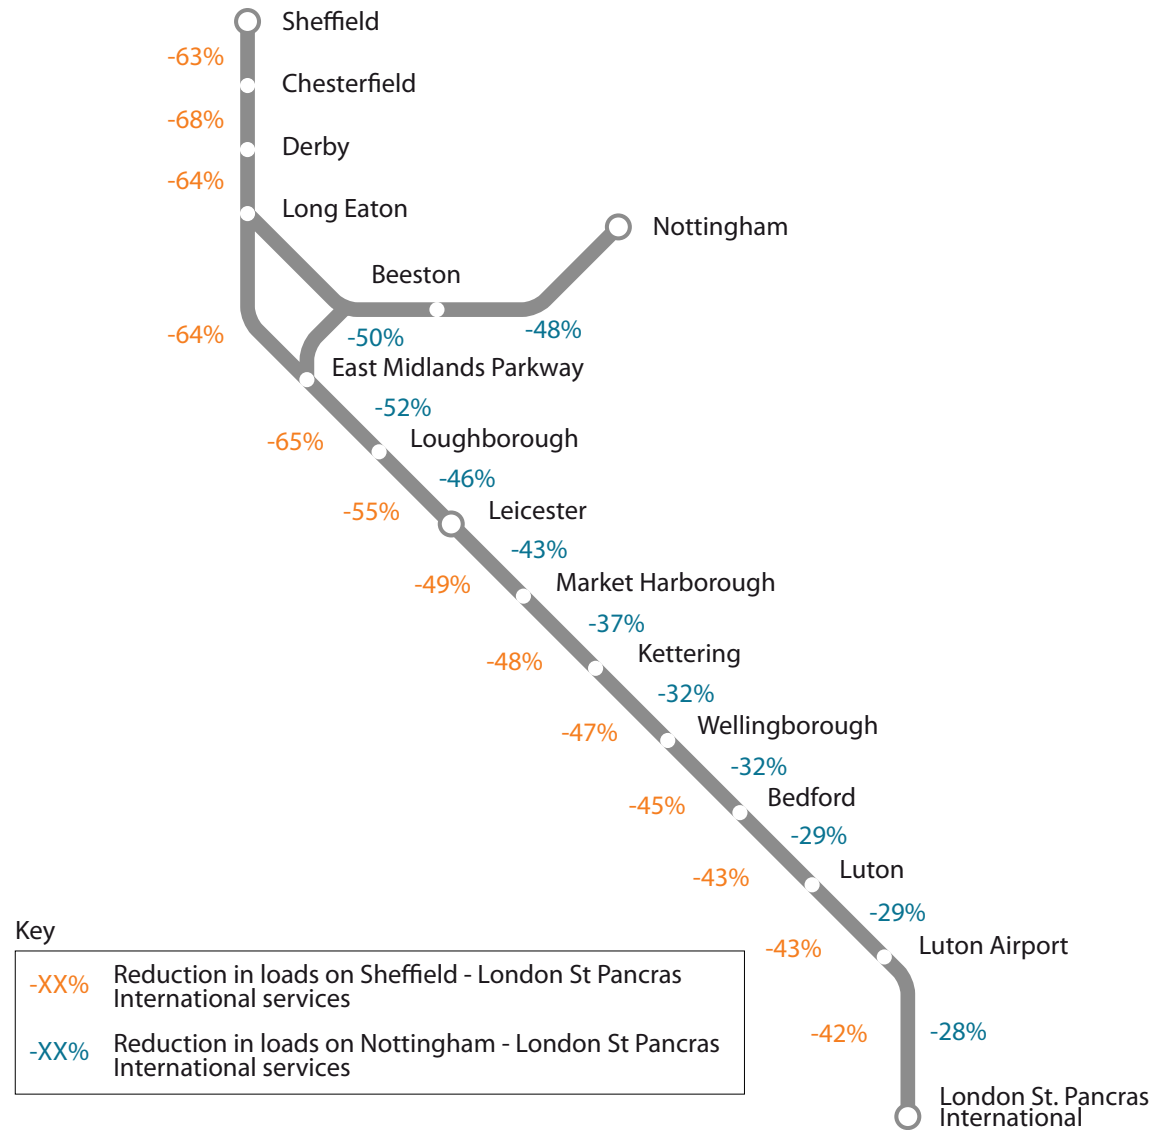 Sheffield
-63%
Chesterfield
-68%
Derby
-64%
Long Eaton
Nottingham
Beeston
-64%
-50%
-48%
East Midlands Parkway
-52%
-65%
Loughborough
-46%
-55%
Leicester
-43%
-49%
Market Harborough
-37%
-48%
Kettering
-32%
-47%
Wellingborough
-32%
-45%
Bedford
-29%
-43%
Luton
-29%
-43%
Luton Airport
-42%
-28%
London St. Pancras
International
Key
-XX%
Reduction in loads on Sheffield - London St Pancras
International services
-XX%
Reduction in loads on Nottingham - London St Pancras
International services